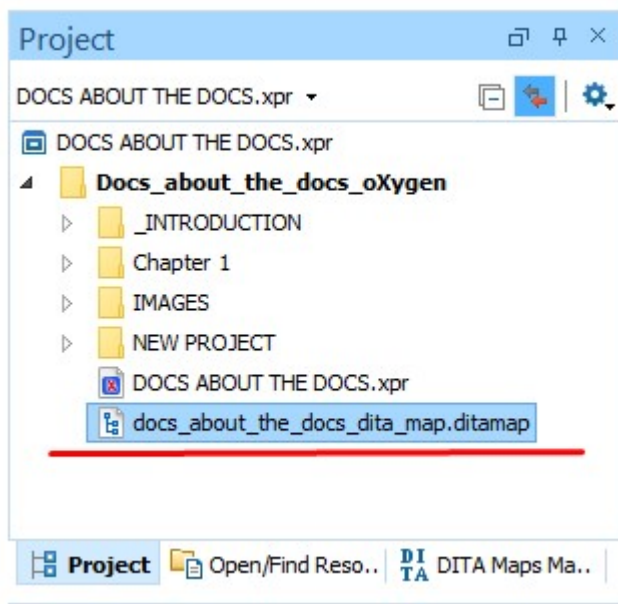 Project
DOCS ABOUT THE DOCS.xpr
DOCS ABOUT THE DOCS.xpr
Docs_about_the_docs_oXygen
_INTRODUCTION
Chapter 1
IMAGES
NEW PROJECT
DOCS ABOUT THE DOCS.xpr
docs_about_the_docs_dita_map.ditamap
Project Open/Find Reso.. DITA DITA Maps Ma..